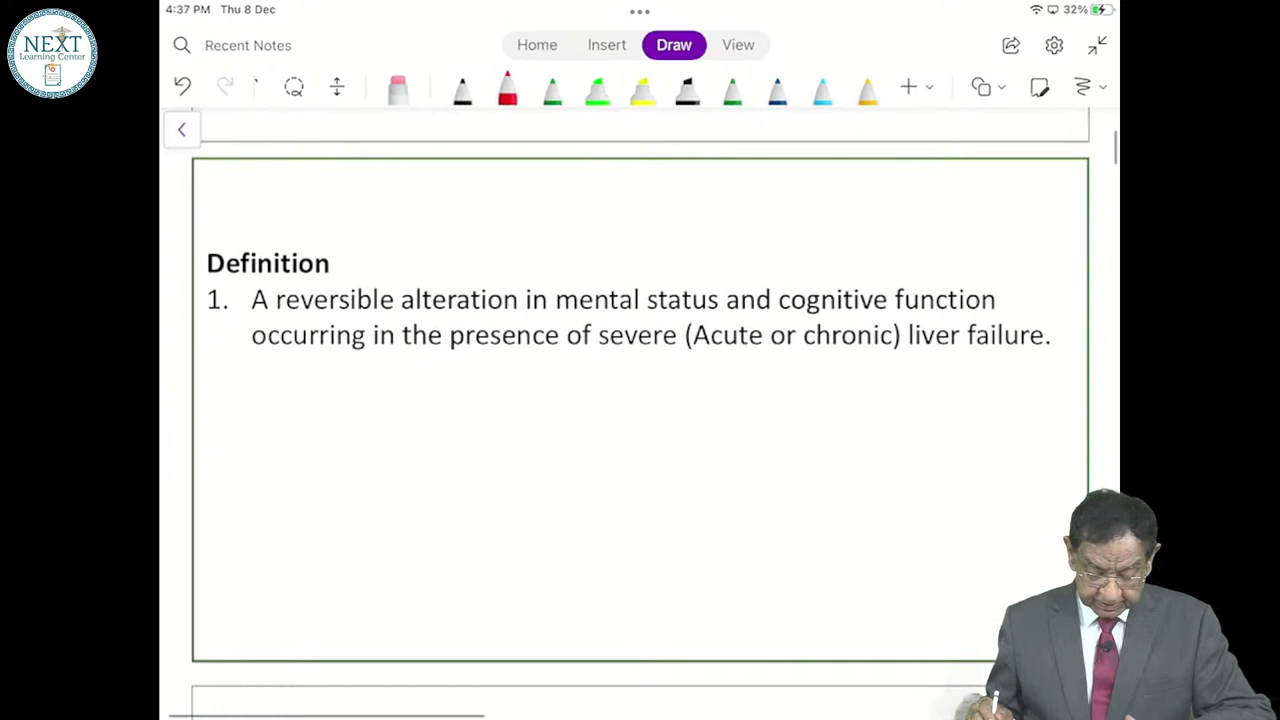 4:37 PM Thu 8 Dec
32%
NEXT
Learning Center
Recent Notes
Home Insert Draw View
Definition
1. A reversible alteration in mental status and cognitive function
occurring in the presence of severe (Acute or chronic) liver failure.